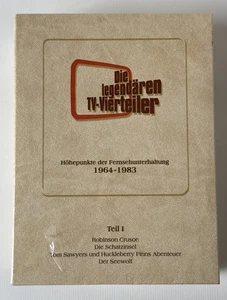 Die
legendären
TV-Vierteiler
Höhepunkte der Fernsehunterhaltung
1964-1983
Teil I
Robinson Crusoe
Die Schatzinsel
Tom Sawyers und Huckleberry Finns Abenteuer
Der Seewolf